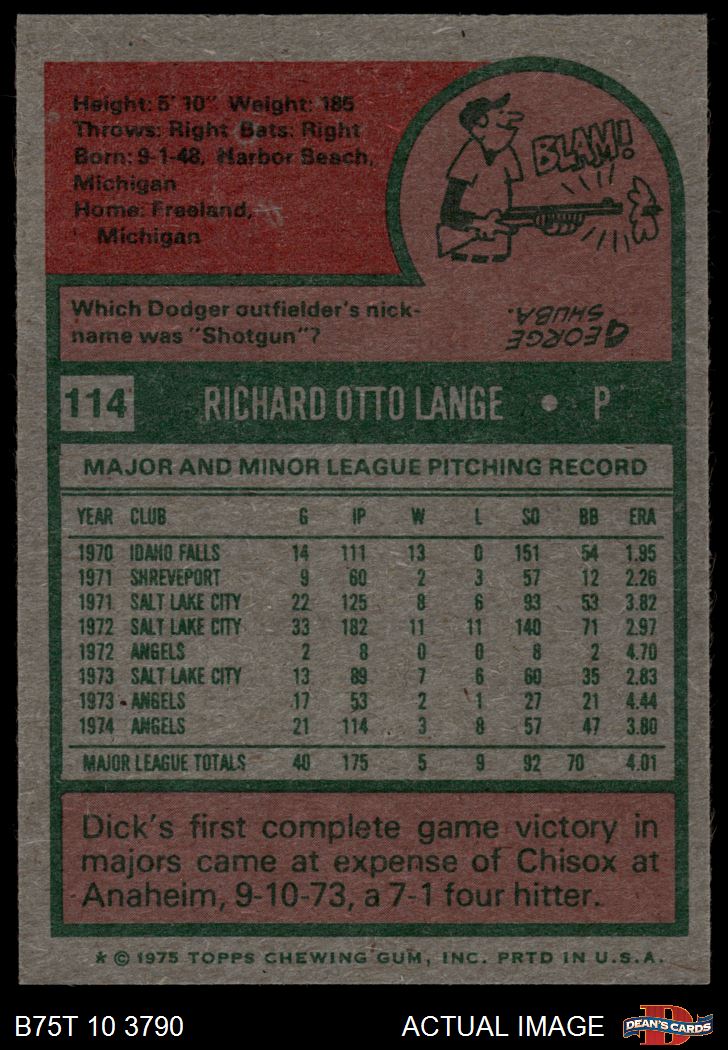 Height: 5' 10" Weight: 185
Throws: Right Bats: Right
Born: 9-1-48, Harbor Beach,
Michigan
Home: Freeland,
Michigan
BLAM!
Which Dodger outfielder's nick-
name was "Shotgun"?
GEORGE
SHUBA.
114 RICHARD OTTO LANGE • P
MAJOR AND MINOR LEAGUE PITCHING RECORD
YEAR CLUB G IP W L SO BB ERA
1970 IDAHO FALLS 14 111 13 0 151 54 1.95
1971 SHREVEPORT 9 60 2 3 57 12 2.26
1971 SALT LAKE CITY 22 125 8 6 93 53 3.82
1972 SALT LAKE CITY 33 182 11 11 140 71 2.97
1972 ANGELS 2 8 0 0 8 2 4.70
1973 SALT LAKE CITY 13 89 7 6 60 35 2.83
1973 ANGELS 17 53 2 1 27 21 4.44
1974 ANGELS 21 114 3 8 57 47 3.80
MAJOR LEAGUE TOTALS 40 175 5 9 92 70 4.01
Dick's first complete game victory in
majors came at expense of Chisox at
Anaheim, 9-10-73, a 7-1 four hitter.
* © 1975 TOPPS CHEWING GUM, INC. PRTD IN U.S.A.
B75T 10 3790 ACTUAL IMAGE DEAN'S CARDS